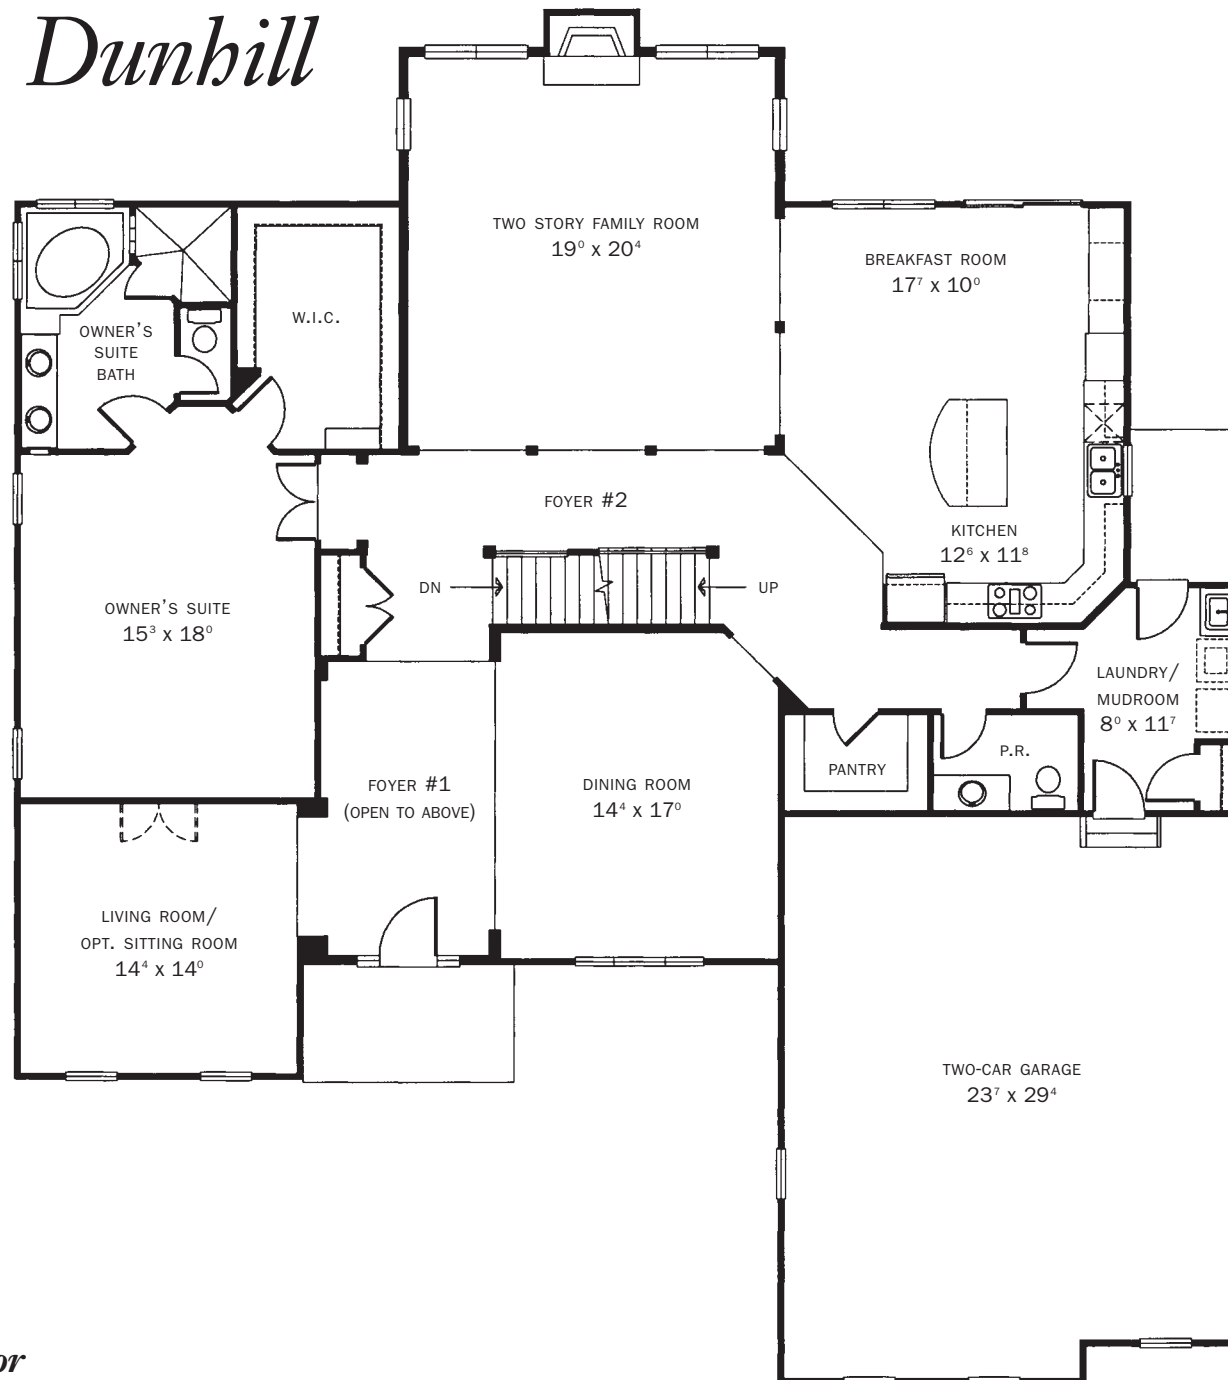 Dunhill
TWO STORY FAMILY ROOM
19⁰ x 20⁴
BREAKFAST ROOM
17⁷ x 10⁰
W.I.C.
OWNER'S
SUITE
BATH
FOYER #2
KITCHEN
12⁶ x 11⁸
DN
UP
OWNER'S SUITE
15³ x 18⁰
LAUNDRY/
MUDROOM
8⁰ x 11⁷
P.R.
PANTRY
FOYER #1
(OPEN TO ABOVE)
DINING ROOM
14⁴ x 17⁰
LIVING ROOM/
OPT. SITTING ROOM
14⁴ x 14⁰
TWO-CAR GARAGE
23⁷ x 29⁴
or